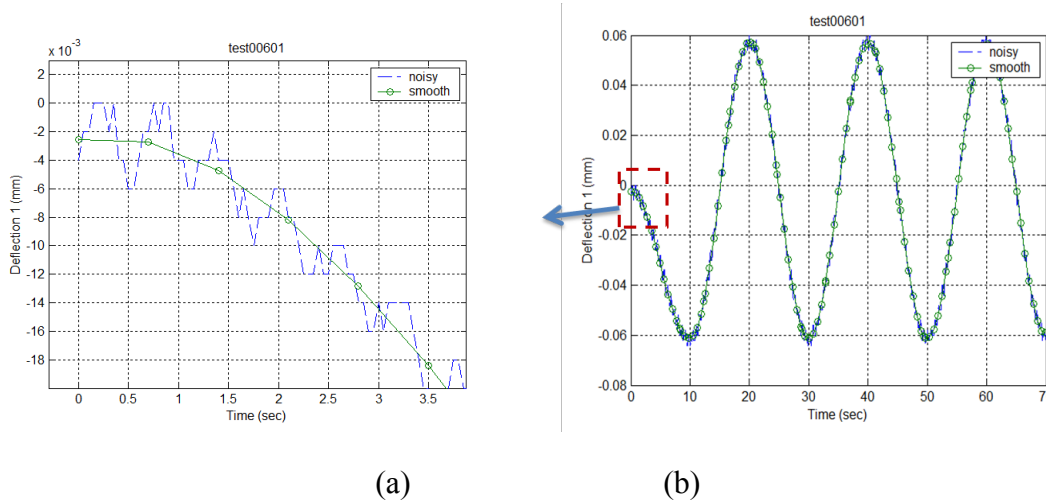 test00601
x 10
-3
2
0
-2
-4
-6
-8
-10
-12
14
16
18
Deflection 1 (mm)
0
0.5
1
1.5
2
2.5
3
3.5
Time (sec)
noisy
smooth
test00601
0.06
0.04
0.02
0
-0.02
-0.04
-0.06
-0.08
Deflection 1 (mm)
0
10
20
30
40
50
60
Time (sec)
noisy
smooth
(a)
(b)